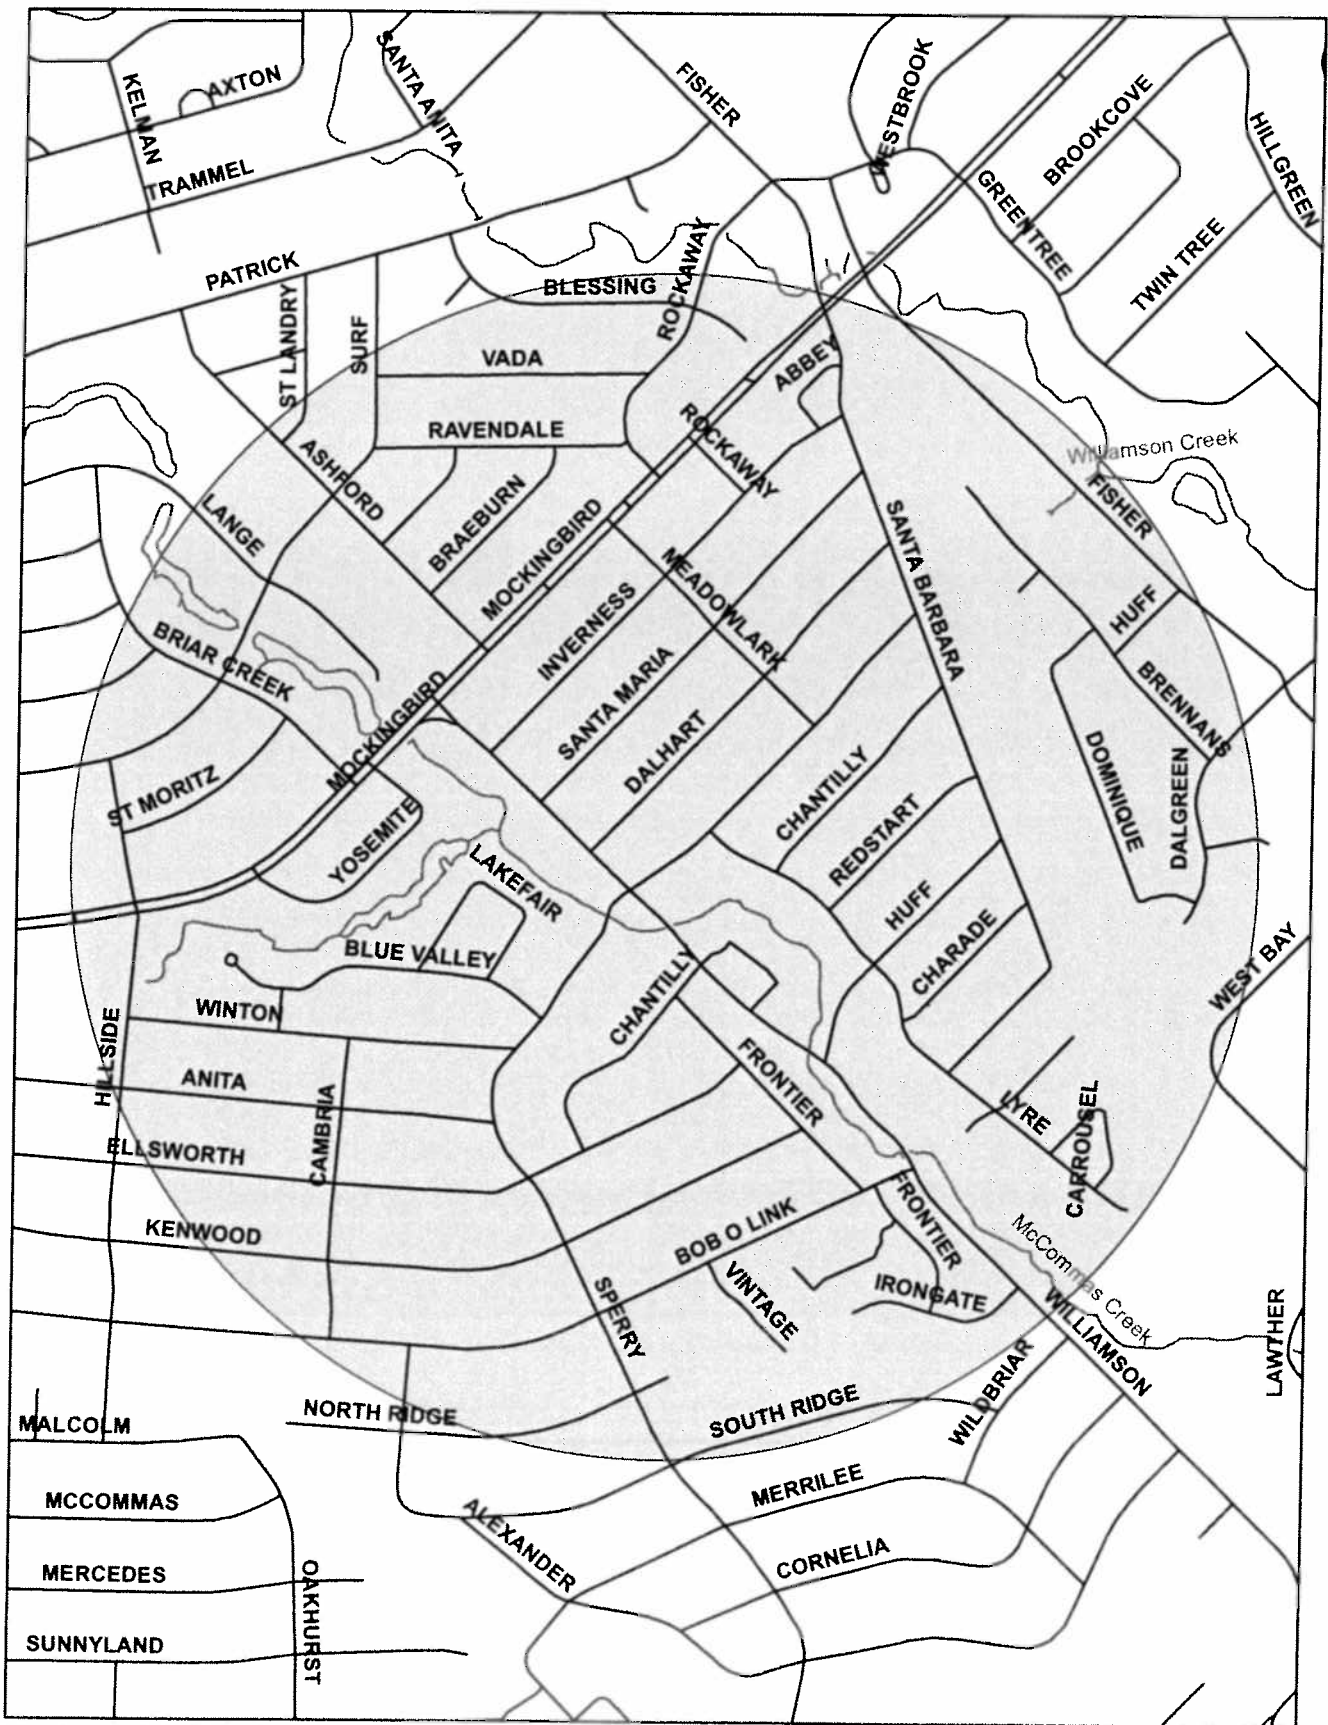 SANTA ANITA
WESTBROOK
FISHER
KELMAN
AXTON
BROOKCOVE
HILLGREEN
TRAMMEL
GREENTREE
TWIN TREE
PATRICK
ROCKAWAY
BLESSING
ST LANDRY
SURF
VADA
ABBEY
RAVENDALE
ROCKAWAY
Williamson Creek
ASHFORD
FISHER
LANGE
BRAEBURN
MOCKINGBIRD
SANTA BARBARA
MEADOWLARK
INVERNESS
HUFF
BRIAR CREEK
SANTA MARIA
BRENNANS
MOCKINGBIRD
DALHART
DOMINIQUE
DALGREEN
ST MORITZ
CHANTILLY
YOSEMITE
REDSTART
LAKEFAIR
HUFF
BLUE VALLEY
CHARADE
WEST BAY
CHANTILLY
WINTON
HILLSIDE
ANITA
FRONTIER
LYRE
CARROUSEL
CAMBRIA
ELLSWORTH
KENWOOD
BOB O LINK
FRONTIER
McCommas Creek
VINTAGE
IRONGATE
SPERRY
WILLIAMSON
LAWTHER
WILDBRIAR
NORTH RIDGE
SOUTH RIDGE
MALCOLM
MERRILEE
MCCOMMAS
ALEXANDER
CORNELIA
MERCEDES
OAKHURST
SUNNYLAND